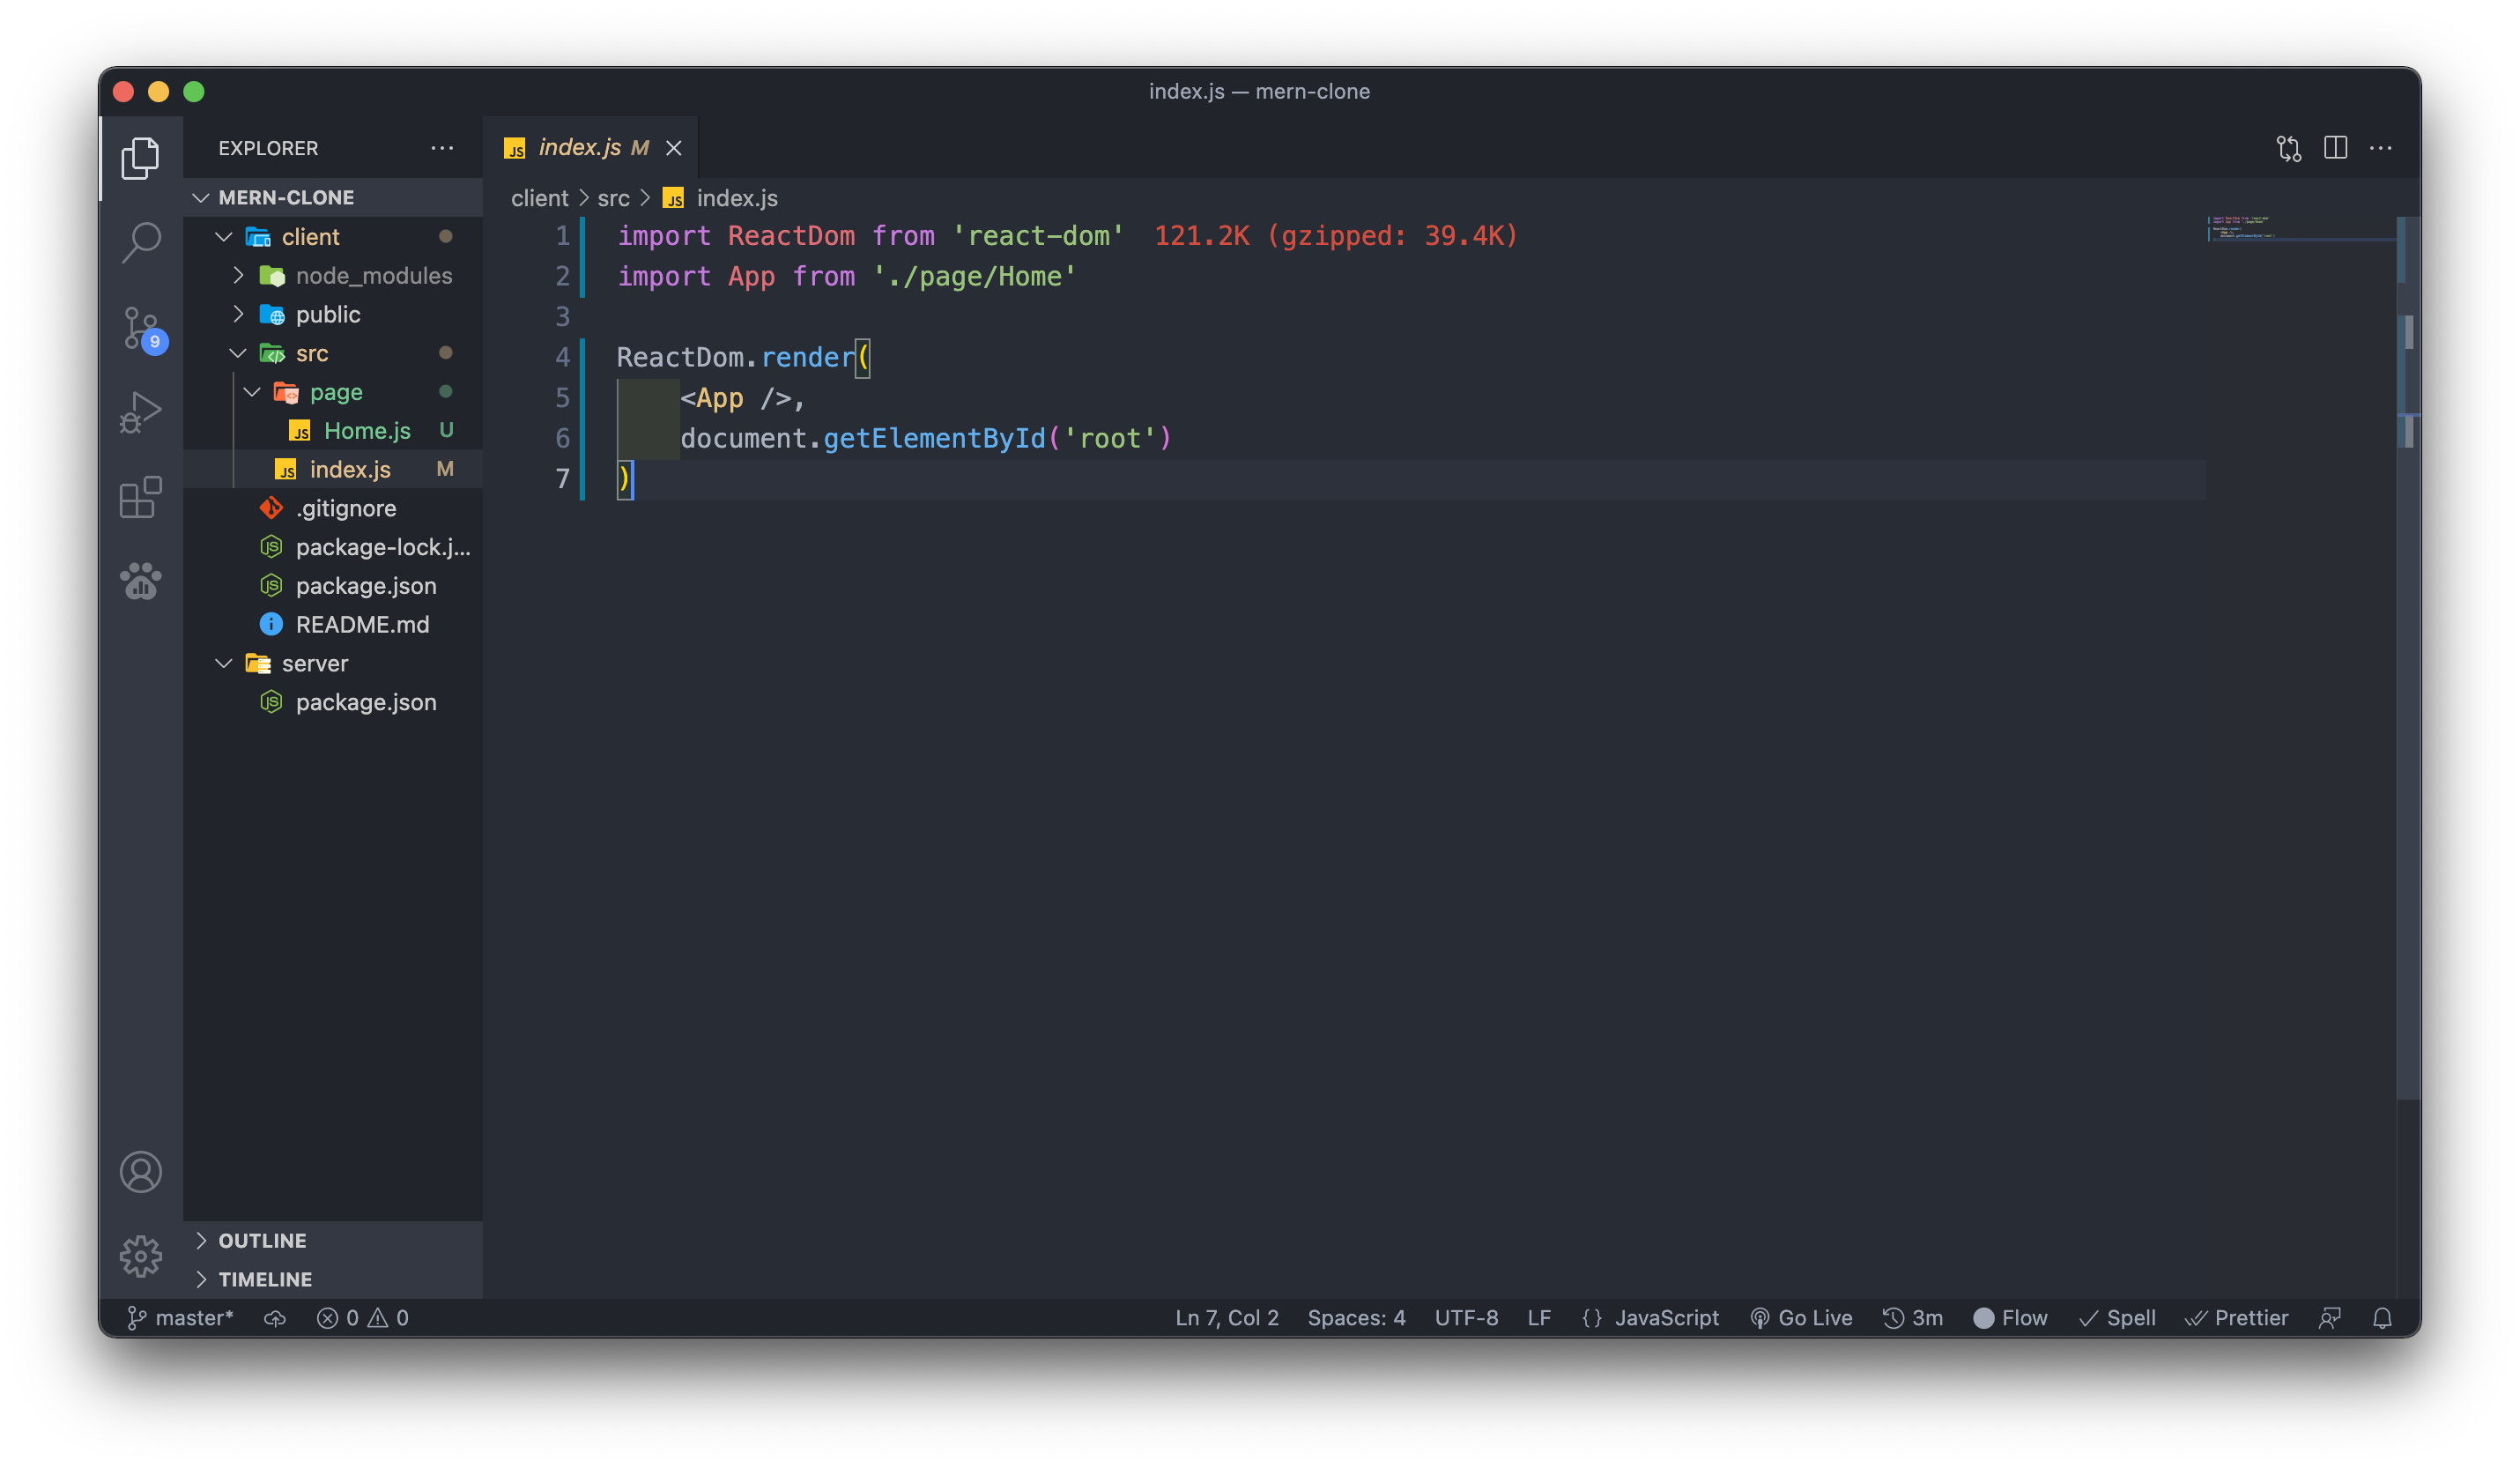 index.js — mern-clone
EXPLORER
MERN-CLONE
client
node_modules
public
src
page
Home.js U
index.js M
.gitignore
package-lock.j...
package.json
README.md
server
package.json
OUTLINE
TIMELINE
index.js M
client > src > JS index.js
1 import ReactDom from 'react-dom' 121.2K (gzipped: 39.4K)
2 import App from './page/Home'
3
4 ReactDom.render(
5 <App />,
6 document.getElementById('root')
7 )
9
master* 0 0 Ln 7, Col 2 Spaces: 4 UTF-8 LF {} JavaScript Go Live 3m Flow Spell Prettier